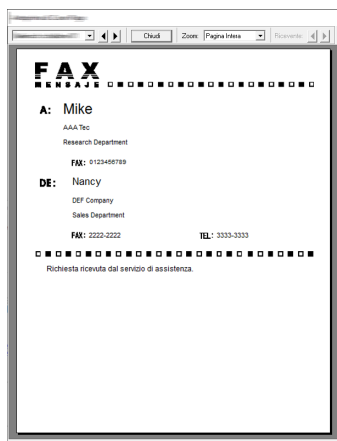 Chiudi Zoom: Pagina Intera Ricevente:
FAX
MENSAJE
A: Mike
AAA Tec
Research Department
FAX: 0123456789
DE: Nancy
DEF Company
Sales Department
FAX: 2222-2222 TEL: 3333-3333
Richiesta ricevuta dal servizio di assistenza.